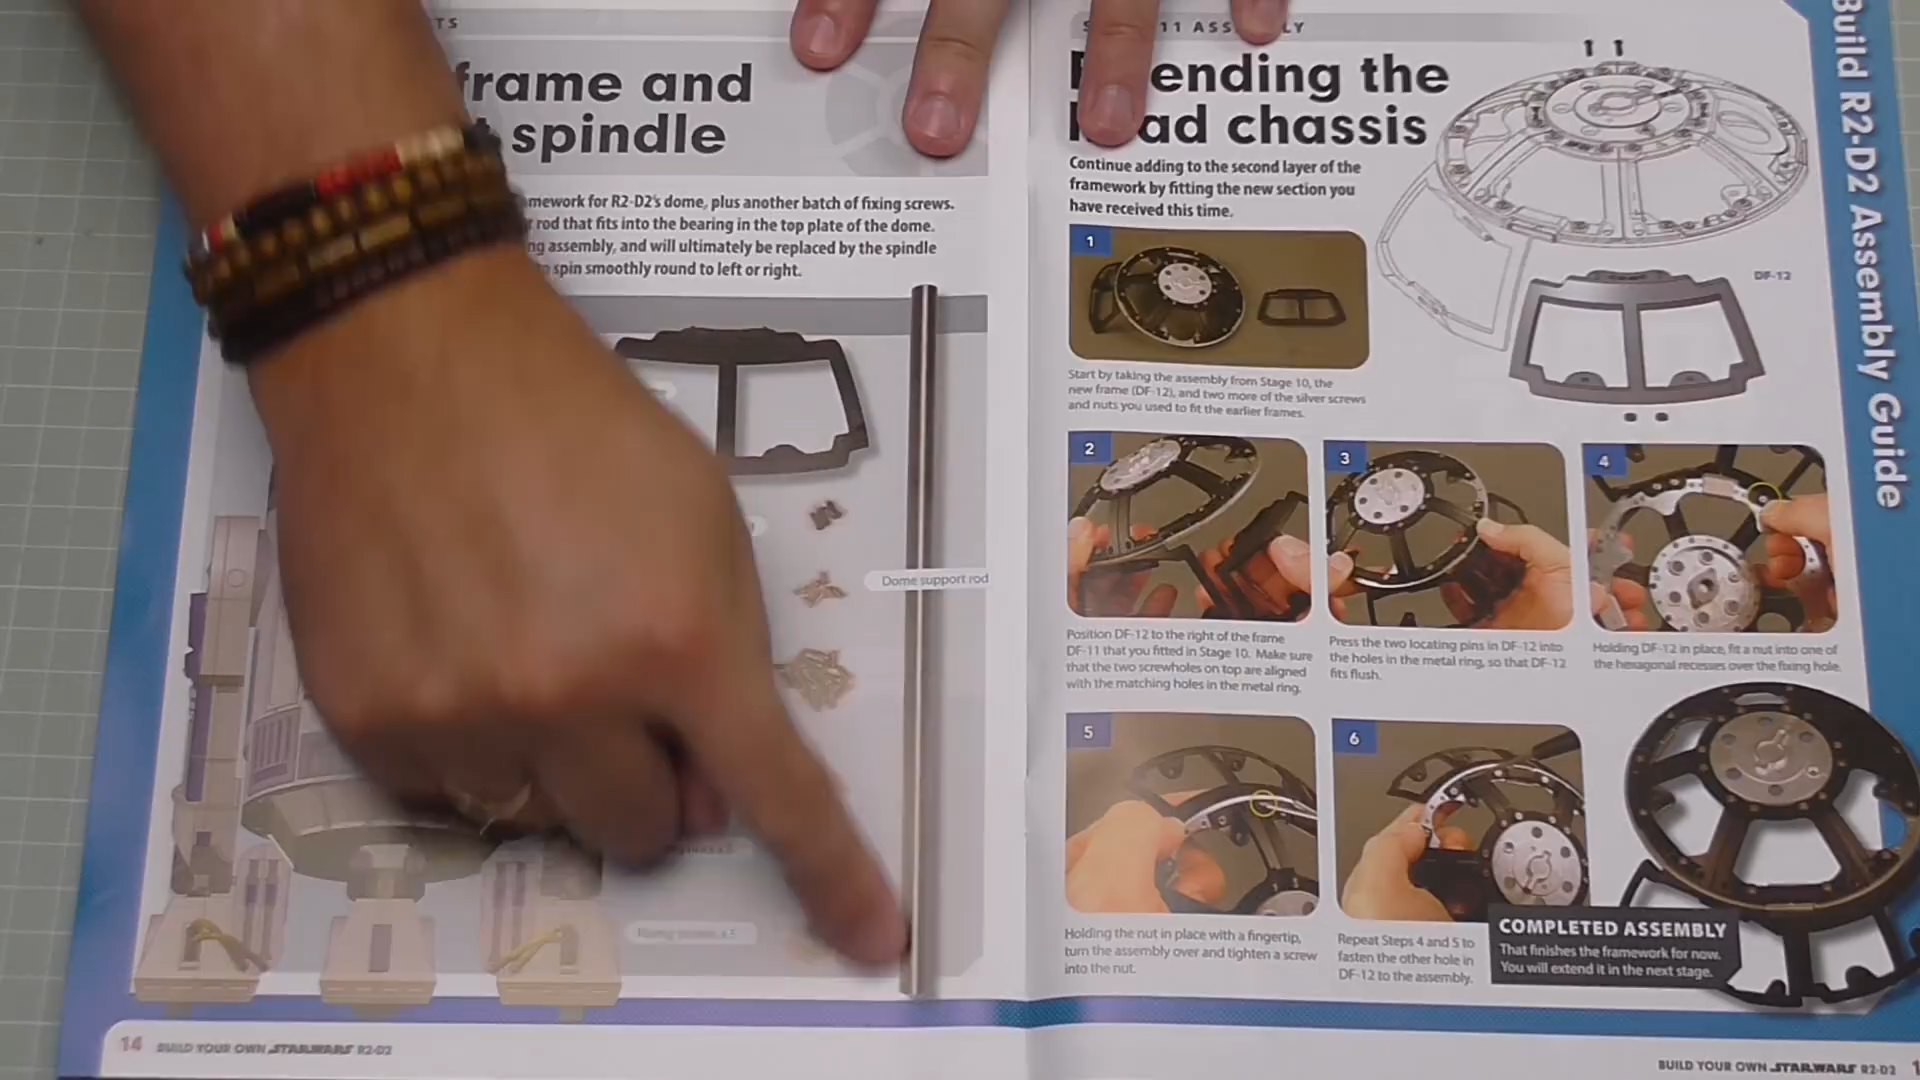 TS
frame and
spindle
mework for R2-D2's dome, plus another batch of fixing screws.
rod that fits into the bearing in the top plate of the dome.
ng assembly, and will ultimately be replaced by the spindle
spin smoothly round to left or right.
Dome support rod
14 BUILD YOUR OWN STAR WARS R2-D2
11 ASS LY
ending the
ad chassis
Continue adding to the second layer of the
framework by fitting the new section you
have received this time.
DF-12
1
Start by taking the assembly from Stage 10, the
new frame (DF-12), and two more of the silver screws
and nuts you used to fit the earlier frames.
2
Position DF-12 to the right of the frame
DF-11 that you fitted in Stage 10. Make sure
that the two screwholes on top are aligned
with the matching holes in the metal ring.
3
Press the two locating pins in DF-12 into
the holes in the metal ring, so that DF-12
fits flush.
4
Holding DF-12 in place, fit a nut into one of
the hexagonal recesses over the fixing hole.
5
Holding the nut in place with a fingertip,
turn the assembly over and tighten a screw
into the nut.
6
Repeat Steps 4 and 5 to
fasten the other hole in
DF-12 to the assembly.
COMPLETED ASSEMBLY
That finishes the framework for now.
You will extend it in the next stage.
Build R2-D2 Assembly Guide
BUILD YOUR OWN STAR WARS R2-D2